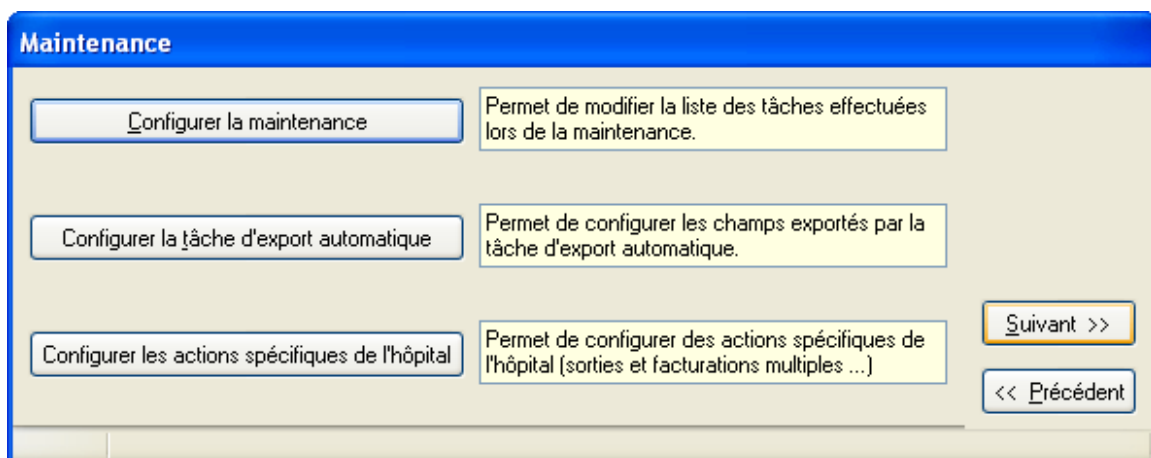 Maintenance
Configurer la maintenance
Permet de modifier la liste des tâches effectuées
lors de la maintenance.
Configurer la tâche d'export automatique
Permet de configurer les champs exportés par la
tâche d'export automatique.
Configurer les actions spécifiques de l'hôpital
Permet de configurer des actions spécifiques de
l'hôpital (sorties et facturations multiples ...)
Suivant >>
<< Précédent